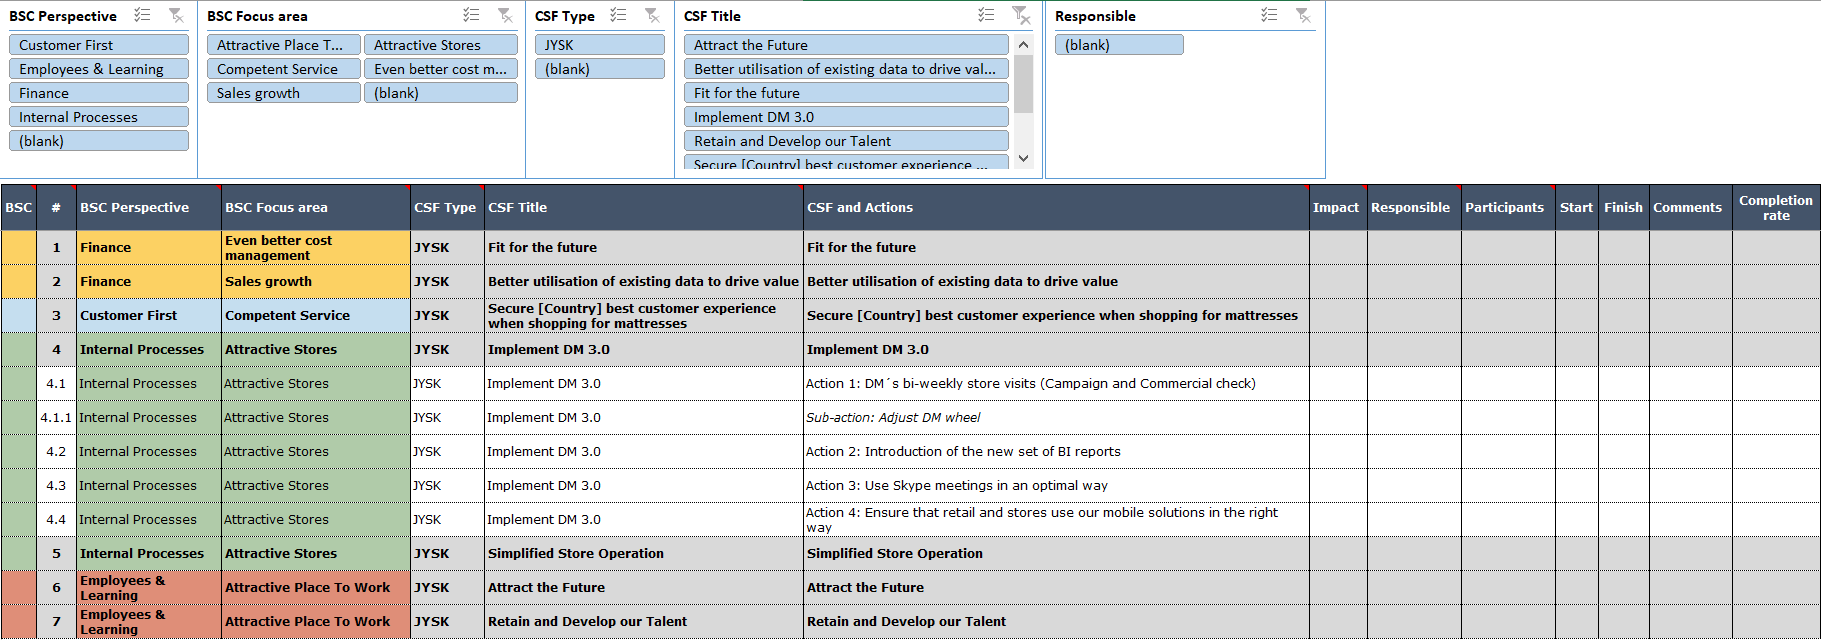 BSC Perspective
Customer First
Employees & Learning
Finance
Internal Processes
(blank)
BSC Focus area
Attractive Place T... Attractive Stores
Competent Service Even better cost m...
Sales growth (blank)
CSF Type
JYSK
(blank)
CSF Title
Attract the Future
Better utilisation of existing data to drive val...
Fit for the future
Implement DM 3.0
Retain and Develop our Talent
Secure [Country] best customer experience ...
Responsible
(blank)
BSC # BSC Perspective BSC Focus area CSF Type CSF Title CSF and Actions Impact Responsible Participants Start Finish Comments Completion
rate
1 Finance Even better cost
management JYSK Fit for the future Fit for the future
2 Finance Sales growth JYSK Better utilisation of existing data to drive value Better utilisation of existing data to drive value
3 Customer First Competent Service JYSK Secure [Country] best customer experience
when shopping for mattresses Secure [Country] best customer experience when shopping for mattresses
4 Internal Processes Attractive Stores JYSK Implement DM 3.0 Implement DM 3.0
4.1 Internal Processes Attractive Stores JYSK Implement DM 3.0 Action 1: DM´s bi-weekly store visits (Campaign and Commercial check)
4.1.1 Internal Processes Attractive Stores JYSK Implement DM 3.0 Sub-action: Adjust DM wheel
4.2 Internal Processes Attractive Stores JYSK Implement DM 3.0 Action 2: Introduction of the new set of BI reports
4.3 Internal Processes Attractive Stores JYSK Implement DM 3.0 Action 3: Use Skype meetings in an optimal way
4.4 Internal Processes Attractive Stores JYSK Implement DM 3.0 Action 4: Ensure that retail and stores use our mobile solutions in the right
way
5 Internal Processes Attractive Stores JYSK Simplified Store Operation Simplified Store Operation
6 Employees &
Learning Attractive Place To Work JYSK Attract the Future Attract the Future
7 Employees &
Learning Attractive Place To Work JYSK Retain and Develop our Talent Retain and Develop our Talent